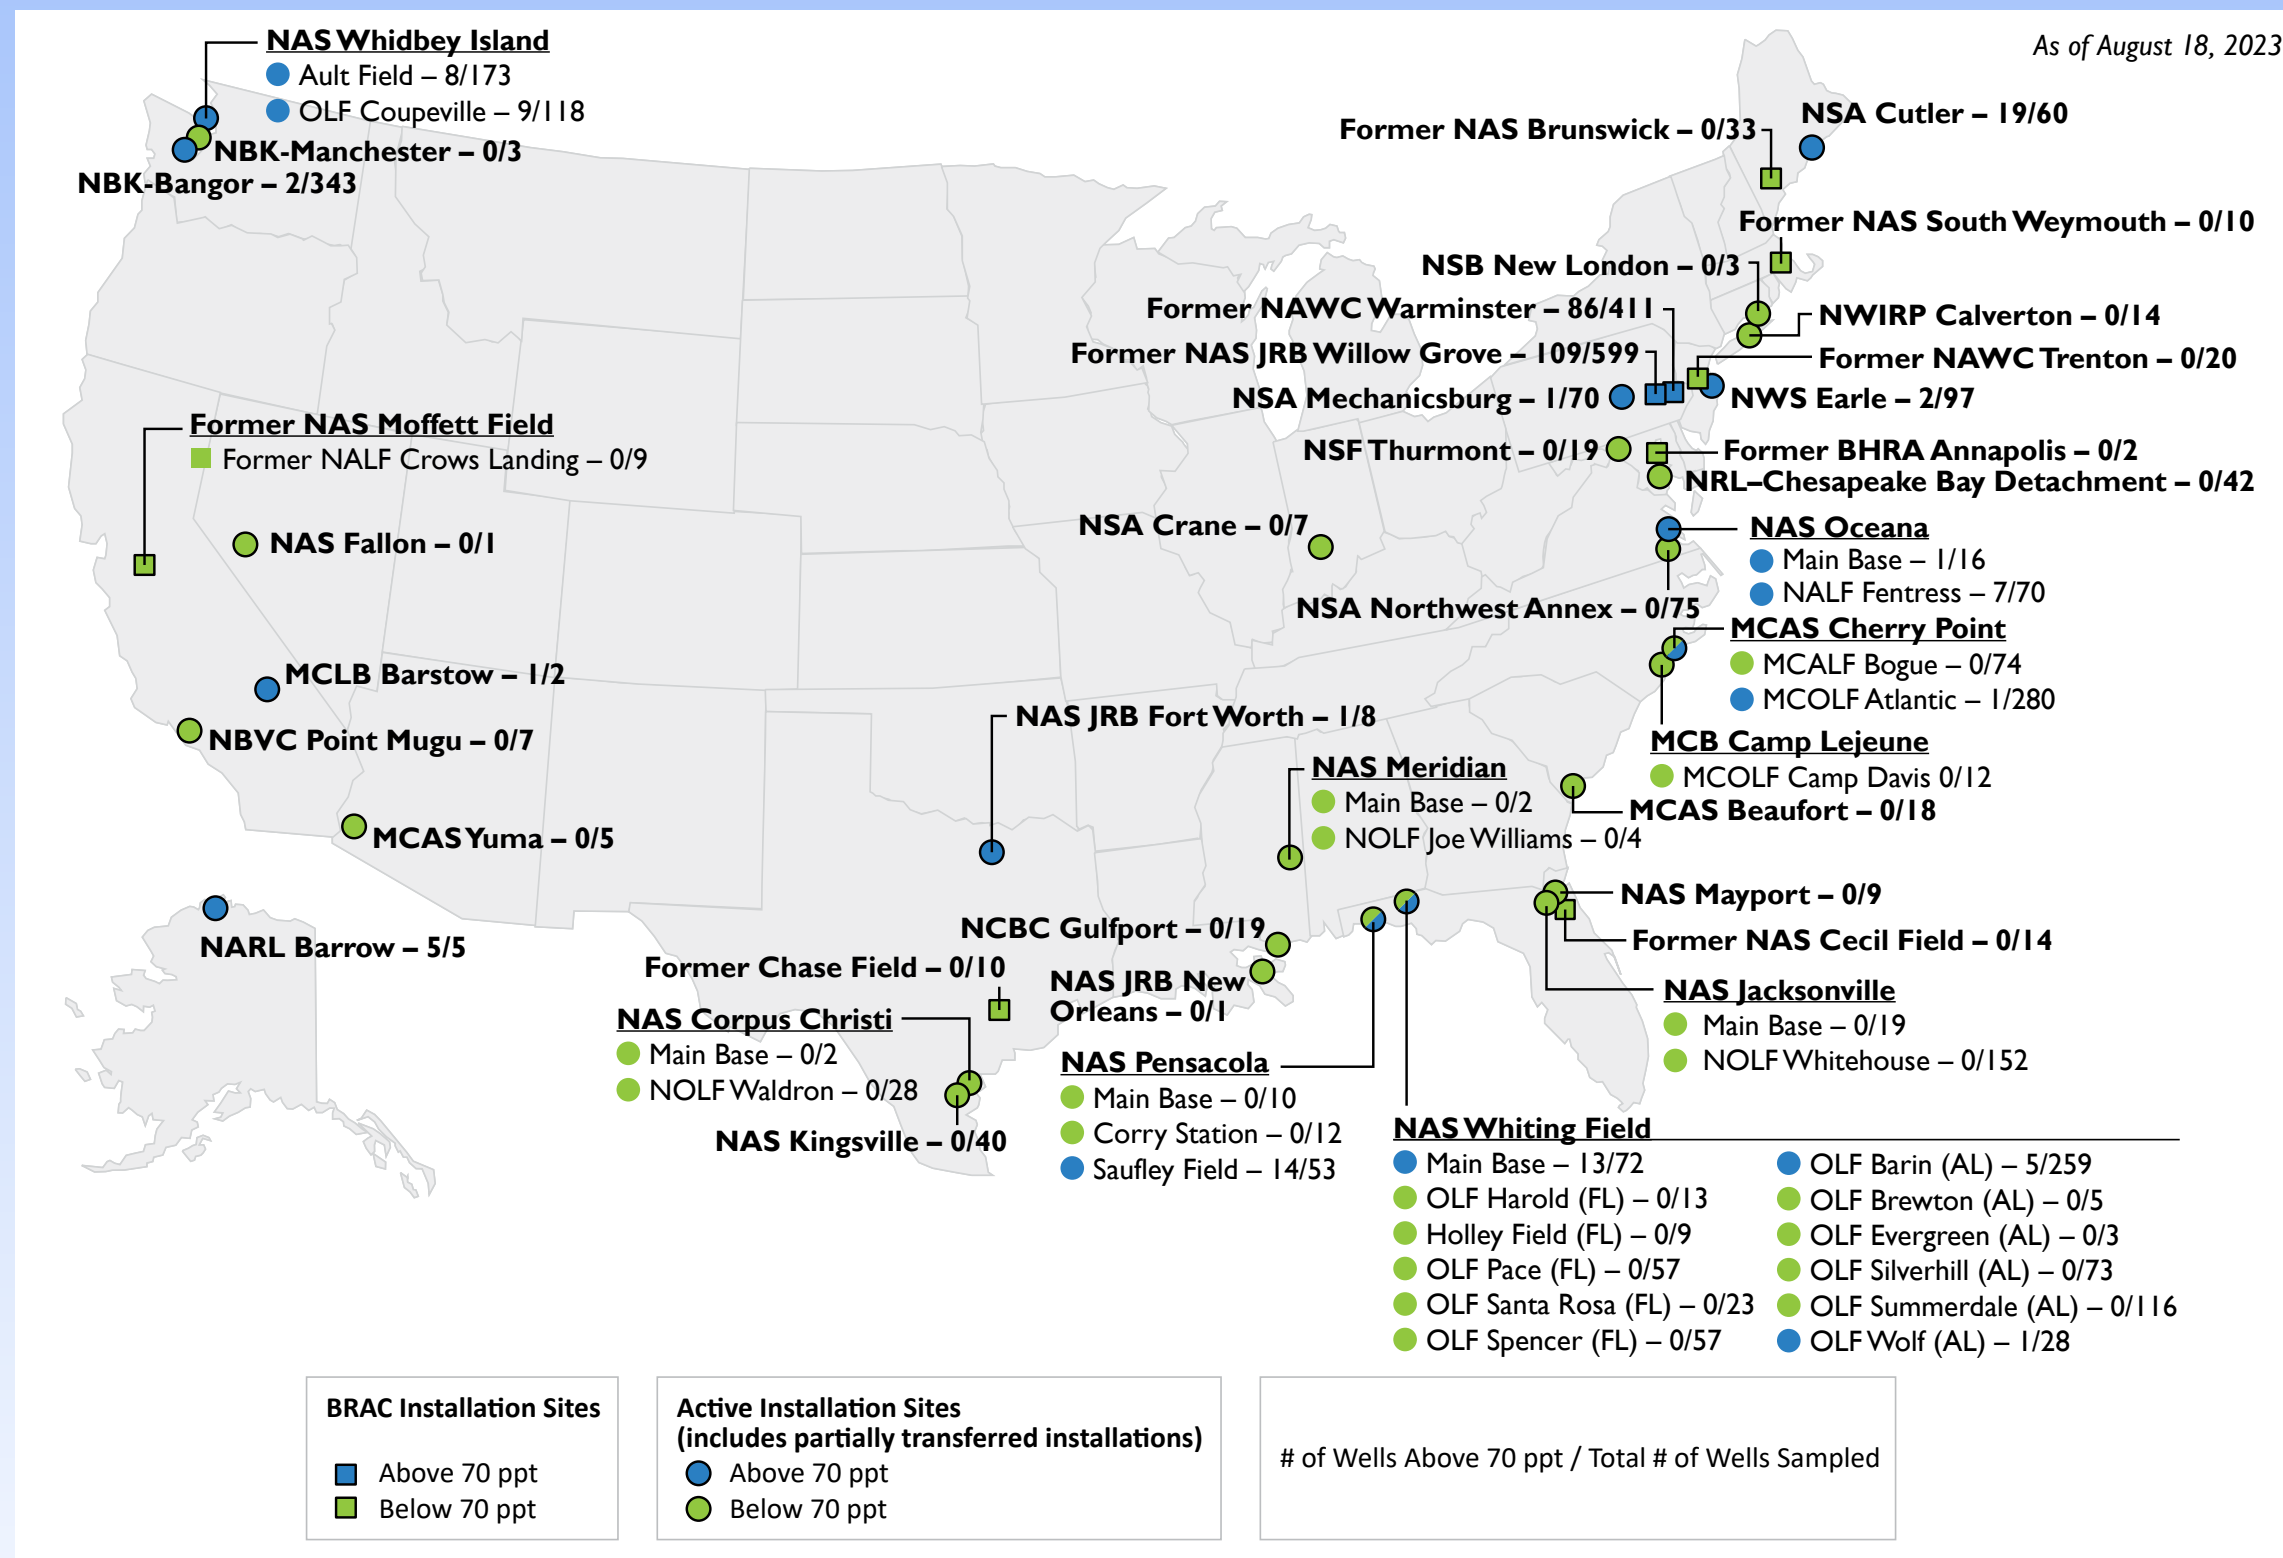 As of August 18, 2023
NAS Whidbey Island
Ault Field – 8/173
OLF Coupeville – 9/118
NBK-Manchester – 0/3
NBK-Bangor – 2/343
Former NAS Brunswick – 0/33
NSA Cutler – 19/60
Former NAS South Weymouth – 0/10
NSB New London – 0/3
Former NAWC Warminster – 86/411
NWIRP Calverton – 0/14
Former NAS JRB Willow Grove – 109/599
Former NAWC Trenton – 0/20
NSA Mechanicsburg – 1/70
NWS Earle – 2/97
Former NAS Moffett Field
Former NALF Crows Landing – 0/9
NSF Thurmont – 0/19
Former BHRA Annapolis – 0/2
NRL–Chesapeake Bay Detachment – 0/42
NSA Crane – 0/7
NAS Fallon – 0/1
NAS Oceana
Main Base – 1/16
NALF Fentress – 7/70
NSA Northwest Annex – 0/75
MCAS Cherry Point
MCALF Bogue – 0/74
MCOLF Atlantic – 1/280
MCLB Barstow – 1/2
NBVC Point Mugu – 0/7
NAS JRB Fort Worth – 1/8
MCB Camp Lejeune
MCOLF Camp Davis 0/12
NAS Meridian
Main Base – 0/2
NOLF Joe Williams – 0/4
MCAS Beaufort – 0/18
MCAS Yuma – 0/5
NAS Mayport – 0/9
NARL Barrow – 5/5
NCBC Gulfport – 0/19
Former NAS Cecil Field – 0/14
Former Chase Field – 0/10
NAS JRB New
Orleans – 0/1
NAS Jacksonville
Main Base – 0/19
NOLF Whitehouse – 0/152
NAS Corpus Christi
Main Base – 0/2
NOLF Waldron – 0/28
NAS Kingsville – 0/40
NAS Pensacola
Main Base – 0/10
Corry Station – 0/12
Saufley Field – 14/53
NAS Whiting Field
Main Base – 13/72
OLF Harold (FL) – 0/13
Holley Field (FL) – 0/9
OLF Pace (FL) – 0/57
OLF Santa Rosa (FL) – 0/23
OLF Spencer (FL) – 0/57
OLF Barin (AL) – 5/259
OLF Brewton (AL) – 0/5
OLF Evergreen (AL) – 0/3
OLF Silverhill (AL) – 0/73
OLF Summerdale (AL) – 0/116
OLF Wolf (AL) – 1/28
BRAC Installation Sites
Above 70 ppt
Below 70 ppt
Active Installation Sites
(includes partially transferred installations)
Above 70 ppt
Below 70 ppt
# of Wells Above 70 ppt / Total # of Wells Sampled